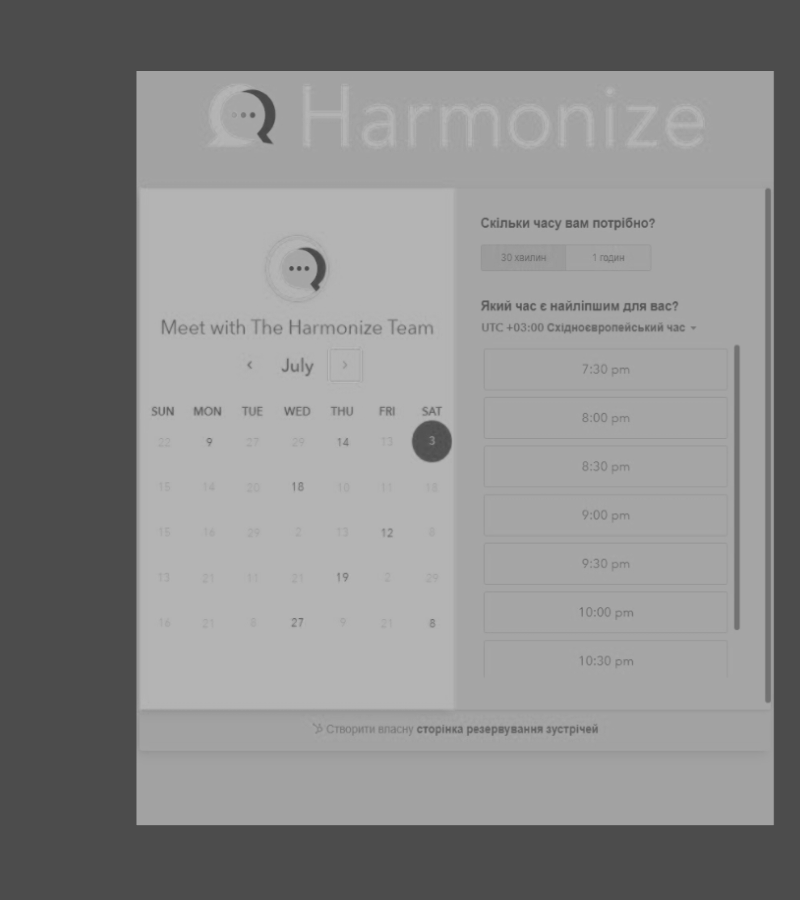 Harmonize
Meet with The Harmonize Team
July
SUN MON TUE WED THU FRI SAT
22 9 27 29 14 13 3
15 14 20 18 10 11 18
15 16 29 2 13 12 8
13 21 11 21 19 2 29
16 21 8 27 9 21 8
Скільки часу вам потрібно?
30 хвилин 1 годин
Який час є найліпшим для вас?
UTC +03:00 Східноєвропейський час
7:30 pm
8:00 pm
8:30 pm
9:00 pm
9:30 pm
10:00 pm
10:30 pm
Створити власну сторінка резервування зустрічей